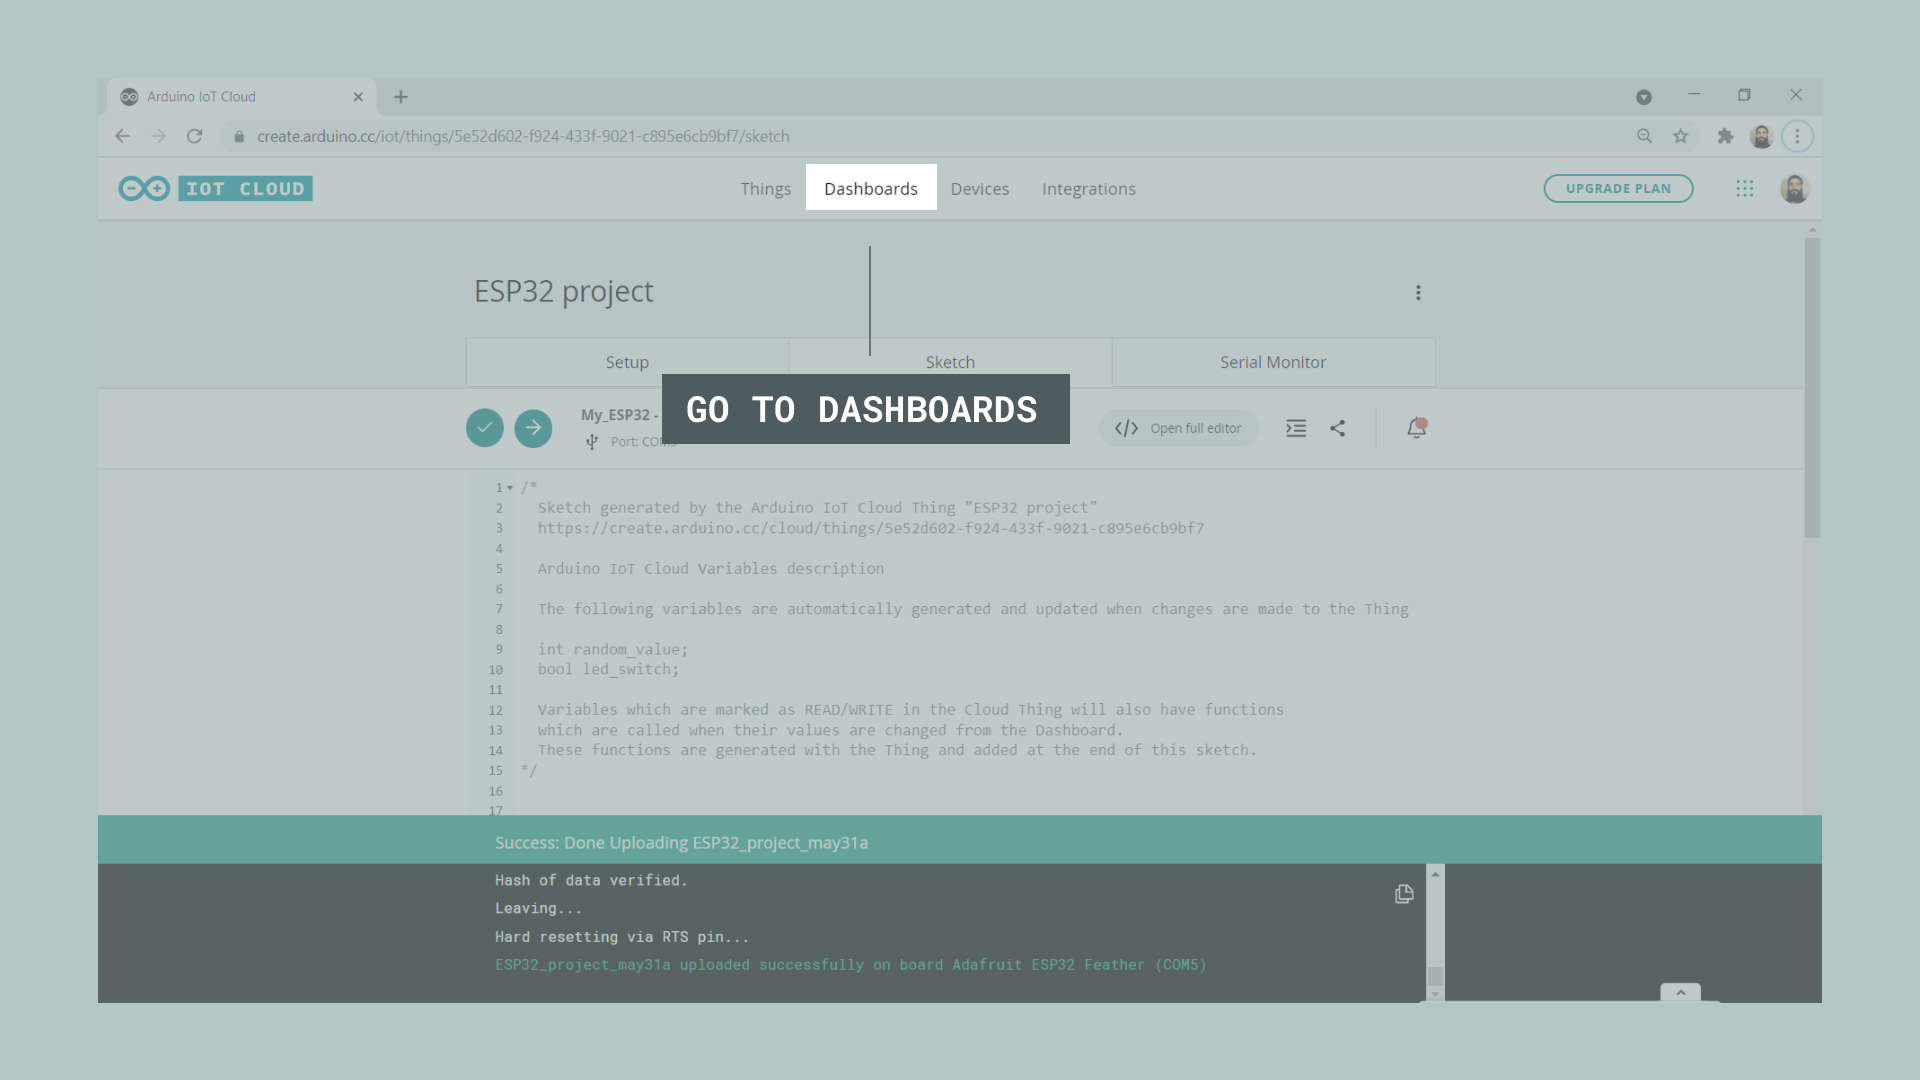 Arduino IoT Cloud
create.arduino.cc/iot/things/5e52d602-f924-433f-9021-c895e6cb9bf7/sketch
IOT CLOUD
Things Dashboards Devices Integrations
UPGRADE PLAN
ESP32 project
Setup Sketch Serial Monitor
GO TO DASHBOARDS
My_ESP32 -
Port: COM5
</> Open full editor
1 /*
2 Sketch generated by the Arduino IoT Cloud Thing "ESP32 project"
3 https://create.arduino.cc/cloud/things/5e52d602-f924-433f-9021-c895e6cb9bf7
4
5 Arduino IoT Cloud Variables description
6
7 The following variables are automatically generated and updated when changes are made to the Thing
8
9 int random_value;
10 bool led_switch;
11
12 Variables which are marked as READ/WRITE in the Cloud Thing will also have functions
13 which are called when their values are changed from the Dashboard.
14 These functions are generated with the Thing and added at the end of this sketch.
15 */
16
17
Success: Done Uploading ESP32_project_may31a
Hash of data verified.
Leaving...
Hard resetting via RTS pin...
ESP32_project_may31a uploaded successfully on board Adafruit ESP32 Feather (COM5)